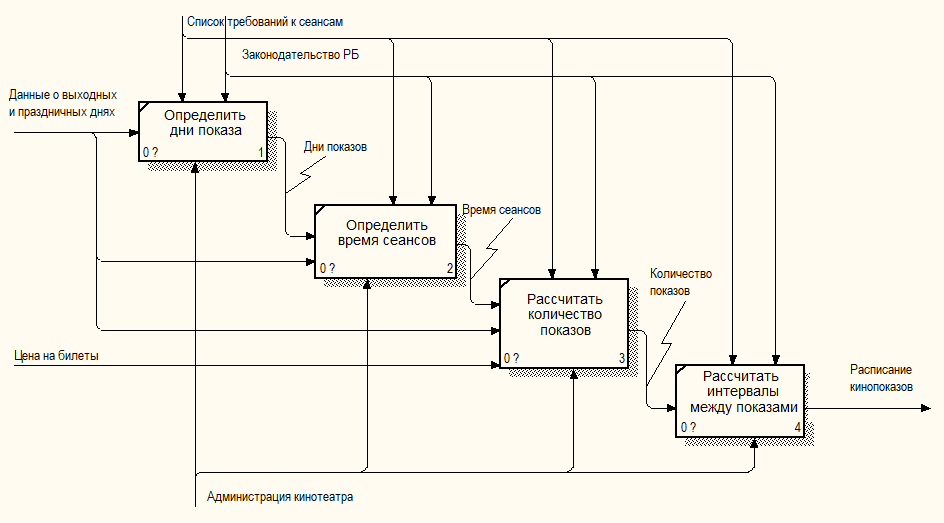 Список требований к сеансам
Законодательство РБ
Данные о выходных
и праздничных днях
Определить
дни показа
0 ?
1
Дни показов
Определить
время сеансов
0 ?
2
Время сеансов
Рассчитать
количество
показов
0 ?
3
Количество
показов
Цена на билеты
Рассчитать
интервалы
между показами
0 ?
4
Расписание
кинопоказов
Администрация кинотеатра